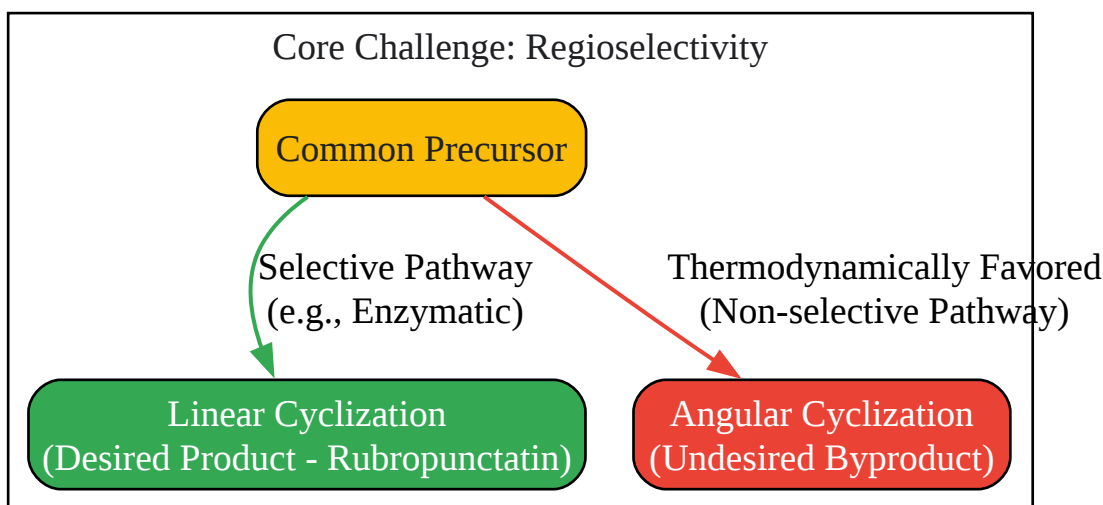 Core Challenge: Regioselectivity
Common Precursor
Selective Pathway
(e.g., Enzymatic)
Thermodynamically Favored
(Non-selective Pathway)
Linear Cyclization
(Desired Product - Rubropunctatin)
Angular Cyclization
(Undesired Byproduct)